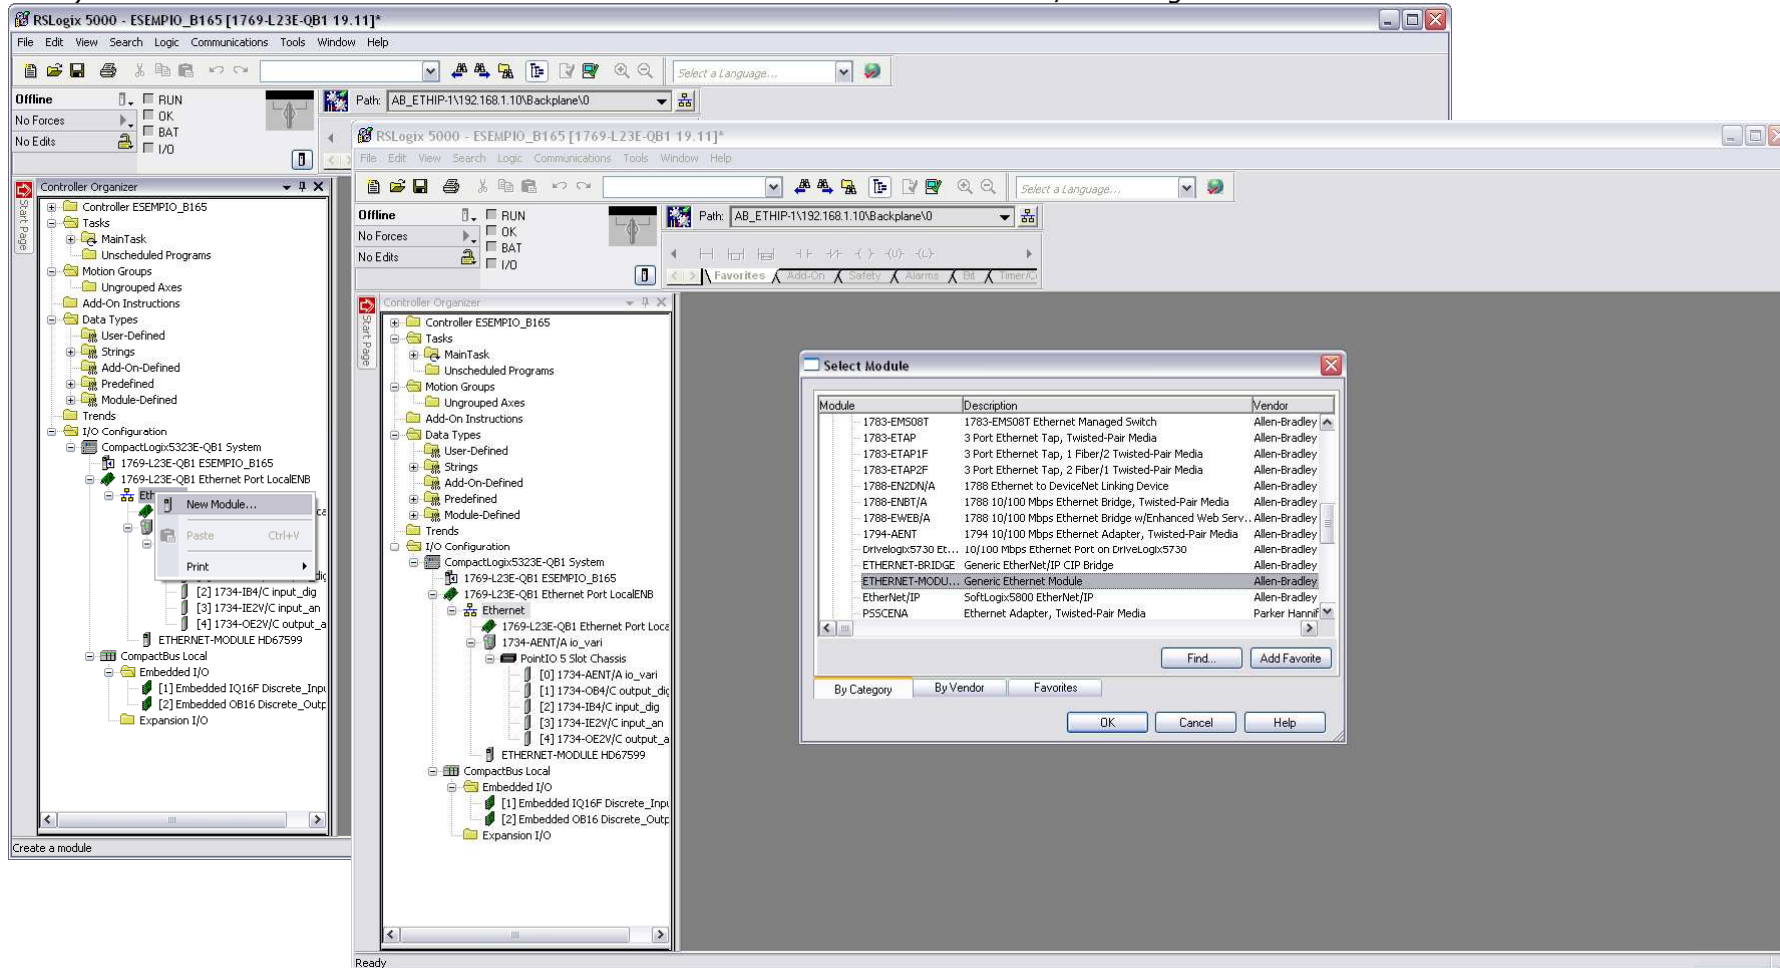 RSLogix 5000 - ESEMPIO_B165 [1769-L23E-QB1 19.11]*
File Edit View Search Logic Communications Tools Window Help
Select a Language...
Offline
RUN
Path: AB_ETHIP-1\192.168.1.10\Backplane\0
No Forces
OK
BAT
No Edits
I/O
Controller Organizer
Start Page
Controller ESEMPIO_B165
Tasks
MainTask
Unscheduled Programs
Motion Groups
Ungrouped Axes
Add-On Instructions
Data Types
User-Defined
Strings
Add-On-Defined
Predefined
Module-Defined
Trends
I/O Configuration
CompactLogix5323E-QB1 System
1769-L23E-QB1 ESEMPIO_B165
1769-L23E-QB1 Ethernet Port LocalENB
Eth
New Module...
Paste Ctrl+V
Print
[2] 1734-IB4/C input_dig
[3] 1734-IE2V/C input_an
[4] 1734-OE2V/C output_a
ETHERNET-MODULE HD67599
CompactBus Local
Embedded I/O
[1] Embedded IQ16F Discrete_Inpu
[2] Embedded OB16 Discrete_Outp
Expansion I/O
Create a module
RSLogix 5000 - ESEMPIO_B165 [1769-L23E-QB1 19.11]*
File Edit View Search Logic Communications Tools Window Help
Select a Language...
Offline
RUN
Path: AB_ETHIP-1\192.168.1.10\Backplane\0
No Forces
OK
BAT
No Edits
I/O
Favorites Add-On Safety Alarms Bit Timer/C
Controller Organizer
Start Page
Controller ESEMPIO_B165
Tasks
MainTask
Unscheduled Programs
Motion Groups
Ungrouped Axes
Add-On Instructions
Data Types
User-Defined
Strings
Add-On-Defined
Predefined
Module-Defined
Trends
I/O Configuration
CompactLogix5323E-QB1 System
1769-L23E-QB1 ESEMPIO_B165
1769-L23E-QB1 Ethernet Port LocalENB
Ethernet
1769-L23E-QB1 Ethernet Port Loca
1734-AENT/A io_vari
PointIO 5 Slot Chassis
[0] 1734-AENT/A io_vari
[1] 1734-OB4/C output_dig
[2] 1734-IB4/C input_dig
[3] 1734-IE2V/C input_an
[4] 1734-OE2V/C output_a
ETHERNET-MODULE HD67599
CompactBus Local
Embedded I/O
[1] Embedded IQ16F Discrete_Inpu
[2] Embedded OB16 Discrete_Outp
Expansion I/O
Ready
Select Module
Module Description Vendor
1783-EMS08T 1783-EMS08T Ethernet Managed Switch Allen-Bradley
1783-ETAP 3 Port Ethernet Tap, Twisted-Pair Media Allen-Bradley
1783-ETAP1F 3 Port Ethernet Tap, 1 Fiber/2 Twisted-Pair Media Allen-Bradley
1783-ETAP2F 3 Port Ethernet Tap, 2 Fiber/1 Twisted-Pair Media Allen-Bradley
1788-EN2DN/A 1788 Ethernet to DeviceNet Linking Device Allen-Bradley
1788-ENBT/A 1788 10/100 Mbps Ethernet Bridge, Twisted-Pair Media Allen-Bradley
1788-EWEB/A 1788 10/100 Mbps Ethernet Bridge w/Enhanced Web Serv... Allen-Bradley
1794-AENT 1794 10/100 Mbps Ethernet Adapter, Twisted-Pair Media Allen-Bradley
DriveLogix5730 Et... 10/100 Mbps Ethernet Port on DriveLogix5730 Allen-Bradley
ETHERNET-BRIDGE Generic EtherNet/IP CIP Bridge Allen-Bradley
ETHERNET-MODU... Generic Ethernet Module Allen-Bradley
EtherNet/IP SoftLogix5800 EtherNet/IP Allen-Bradley
PSSCENA Ethernet Adapter, Twisted-Pair Media Parker Hannif
Find... Add Favorite
By Category By Vendor Favorites
OK Cancel Help